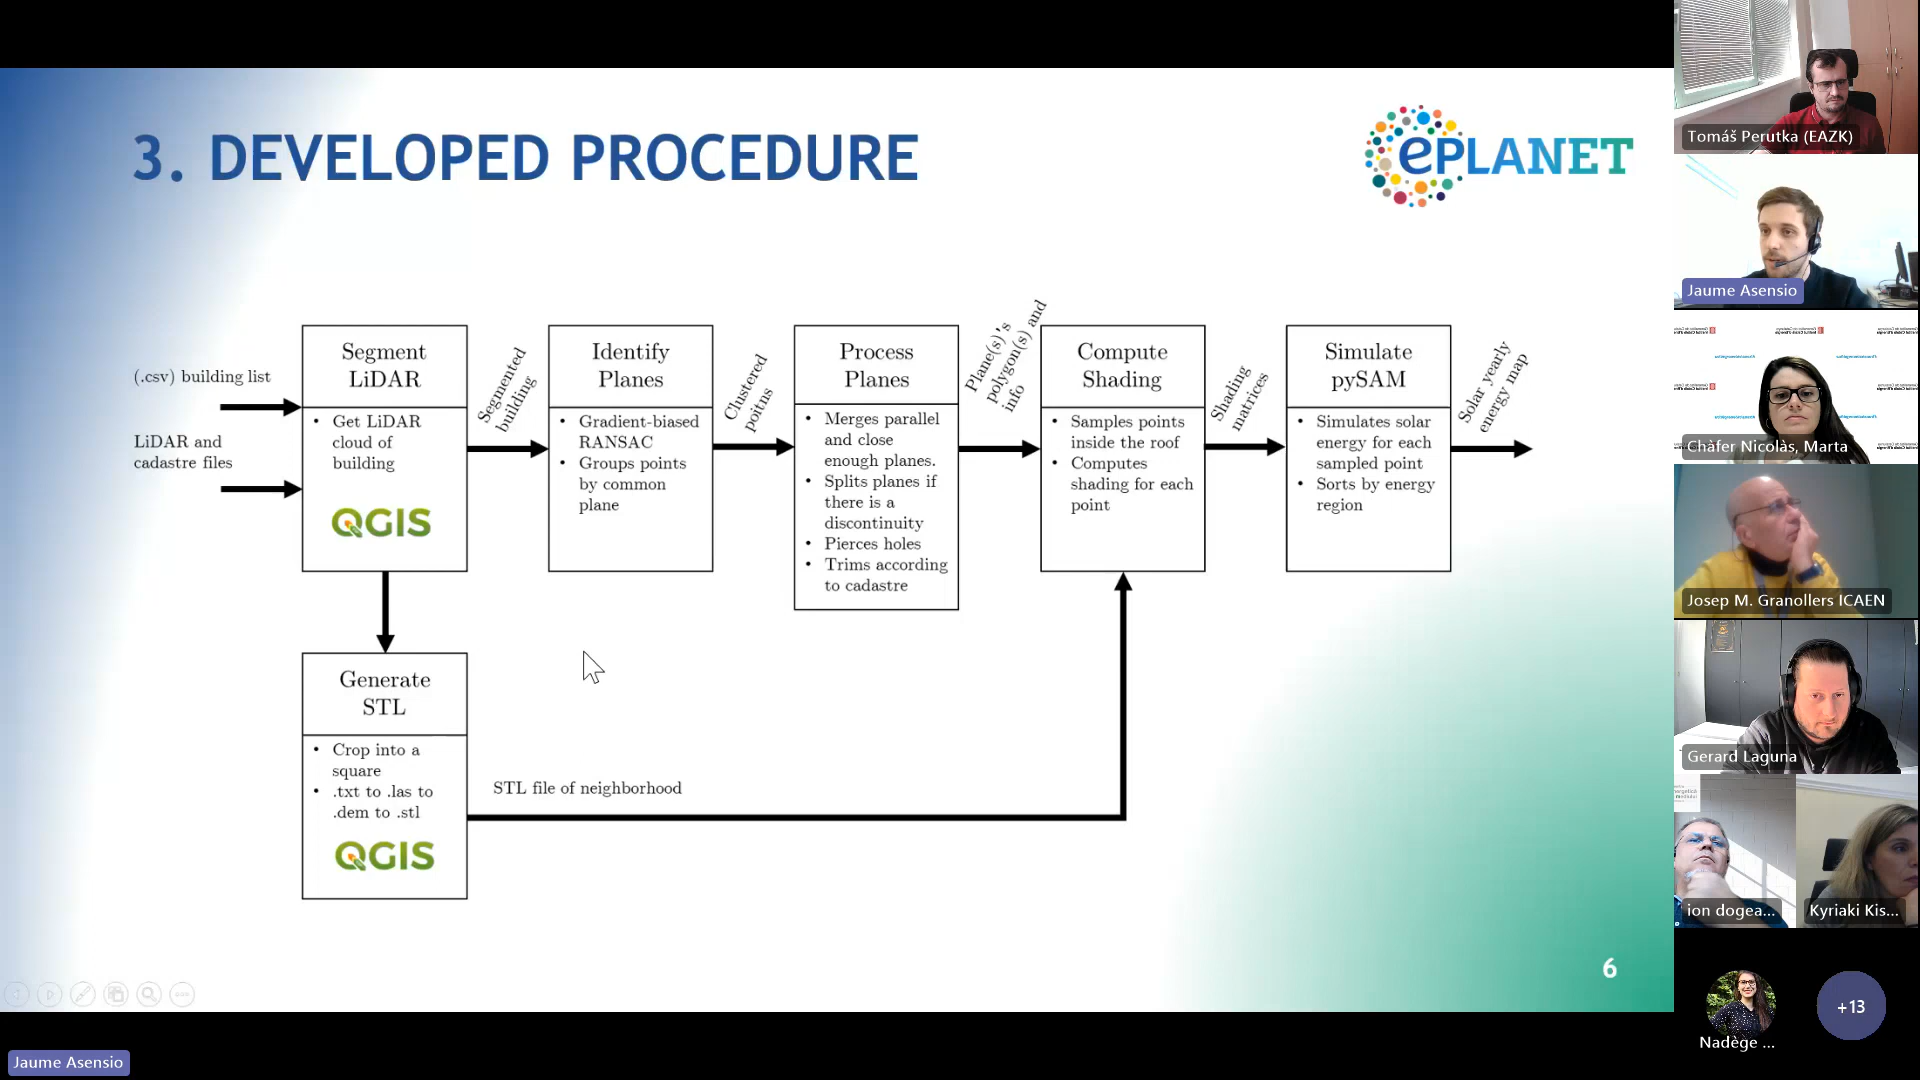 3. DEVELOPED PROCEDURE
ePLANET
(.csv) building list
LiDAR and
cadastre files
Segment
LiDAR
• Get LiDAR
cloud of
building
QGIS
Segmented
building
Identify
Planes
• Gradient-biased
RANSAC
• Groups points
by common
plane
Clustered
poitns
Process
Planes
• Merges parallel
and close
enough planes.
• Splits planes if
there is a
discontinuity
• Pierces holes
• Trims according
to cadastre
Plane(s)'s
polygon(s) and
info
Compute
Shading
• Samples points
inside the roof
• Computes
shading for each
point
Shading
matrices
Simulate
pySAM
• Simulates solar
energy for each
sampled point
• Sorts by energy
region
Solar yearly
energy map
Generate
STL
• Crop into a
square
• .txt to .las to
.dem to .stl
QGIS
STL file of neighborhood
6
Jaume Asensio
Tomáš Perutka (EAZK)
Jaume Asensio
Chàfer Nicolàs, Marta
Josep M. Granollers ICAEN
Gerard Laguna
ion dogea...
Kyriaki Kis...
Nadège ...
+13